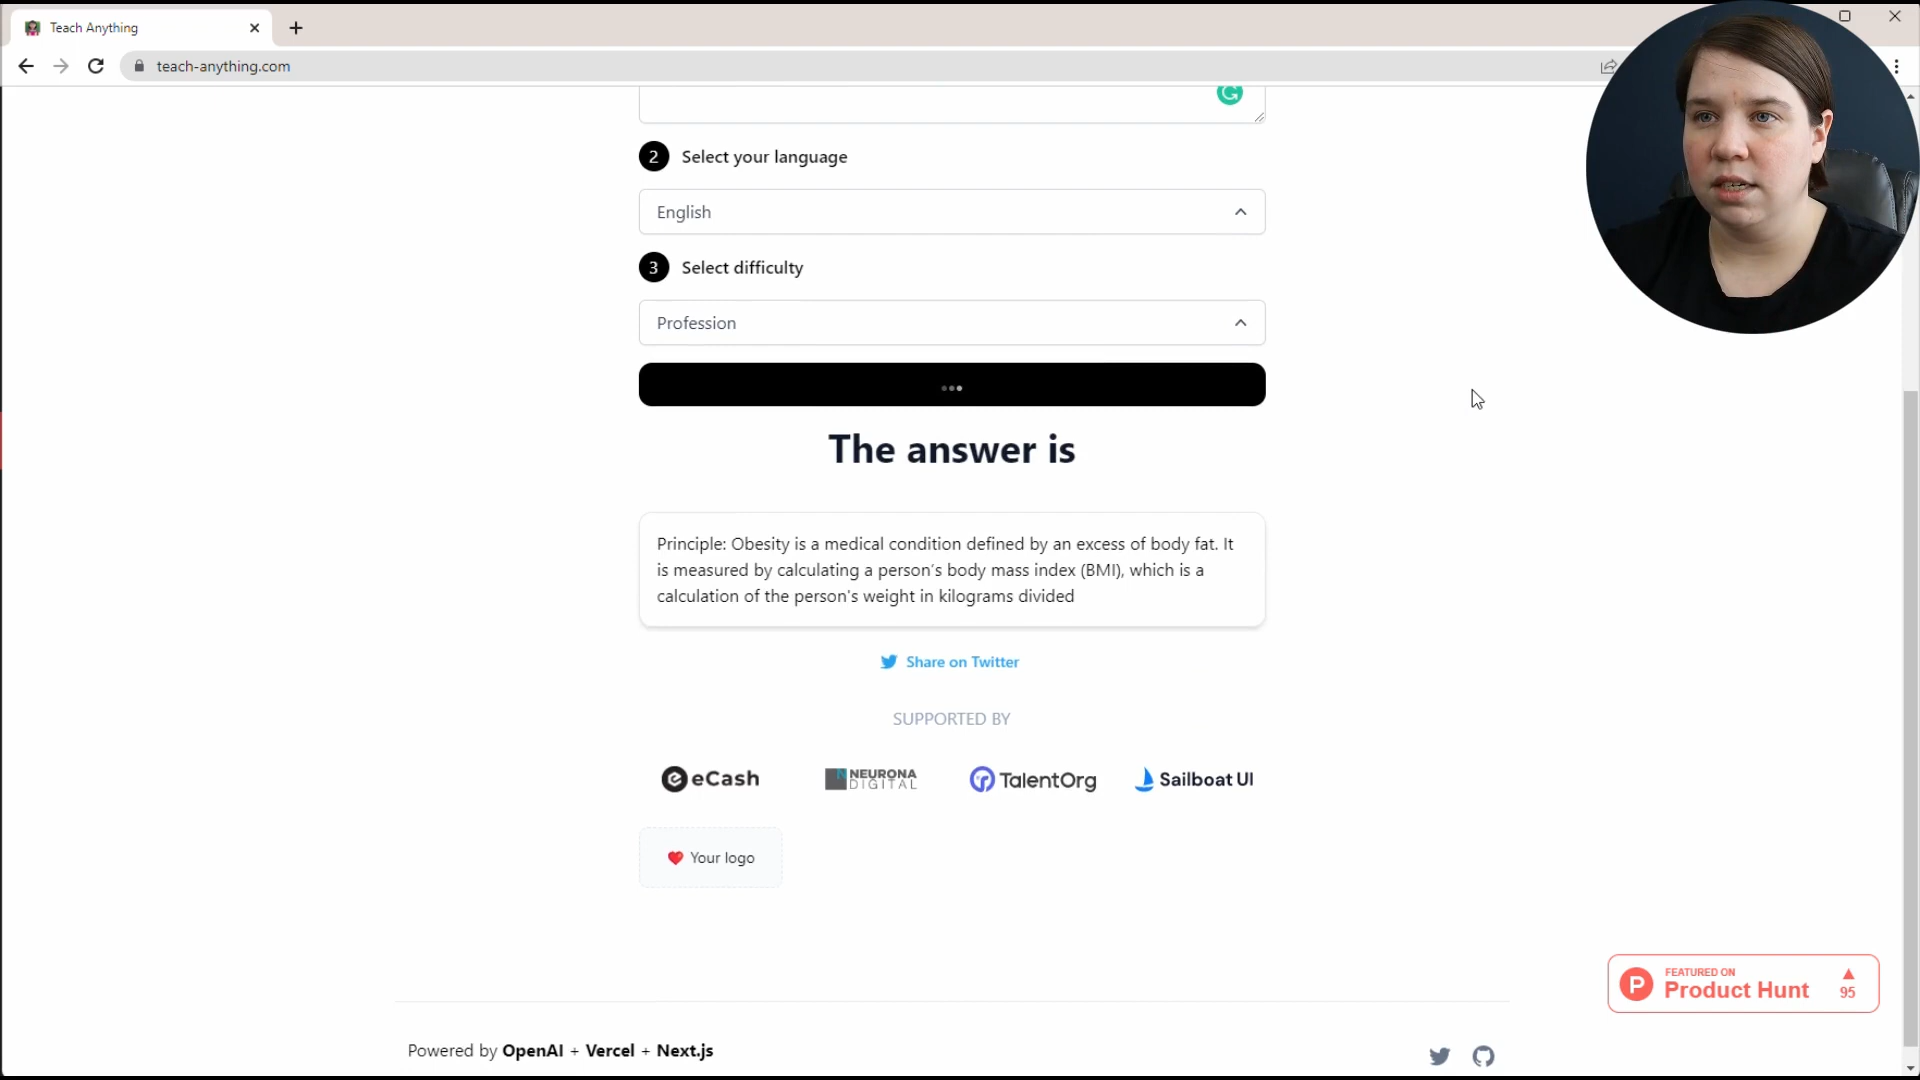 Teach Anything
teach-anything.com
2 Select your language
English
3 Select difficulty
Profession
The answer is
Principle: Obesity is a medical condition defined by an excess of body fat. It
is measured by calculating a person's body mass index (BMI), which is a
calculation of the person's weight in kilograms divided
Share on Twitter
SUPPORTED BY
eCash
NEURONA
DIGITAL
TalentOrg
Sailboat UI
Your logo
FEATURED ON
Product Hunt
95
Powered by OpenAI + Vercel + Next.js